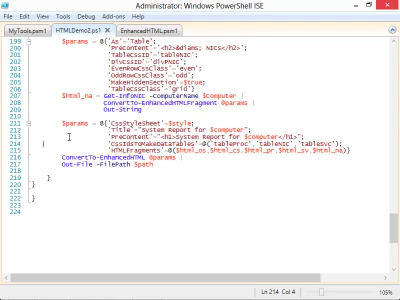 Administrator: Windows PowerShell ISE
File Edit View Tools Debug Add-ons Help
MyTools.psm1 HTMLDemo2.ps1 X EnhancedHTML.psm1
199 $params = @{'As'='Table';
200 'PreContent'='<h2>&diams; NICs</h2>';
201 'TableCssID'='tableNIC';
202 'DivCssID'='divNIC';
203 'EvenRowCssClass'='even';
204 'OddRowCssClass'='odd';
205 'MakeHiddenSection'=$true;
206 'TableCssClass'='grid'}
207 $html_na = Get-InfoNIC -ComputerName $Computer |
208 ConvertTo-EnhancedHTMLFragment @params |
209 Out-String
210
211 $params = @{'CssStyleSheet'=$style;
212 'Title'="System Report for $computer";
213 'PreContent'="<h1>System Report for $computer</h1>";
214 'CssIdsToMakeDataTables'=@('tableProc','tableNIC','tableSvc');
215 'HTMLFragments'=@($html_os,$html_cs,$html_pr,$html_sv,$html_na)}
216 ConvertTo-EnhancedHTML @params |
217 Out-File -FilePath $path
218
219 }
220 }
221
222 }
223
224
Ln 214 Col 4
105%